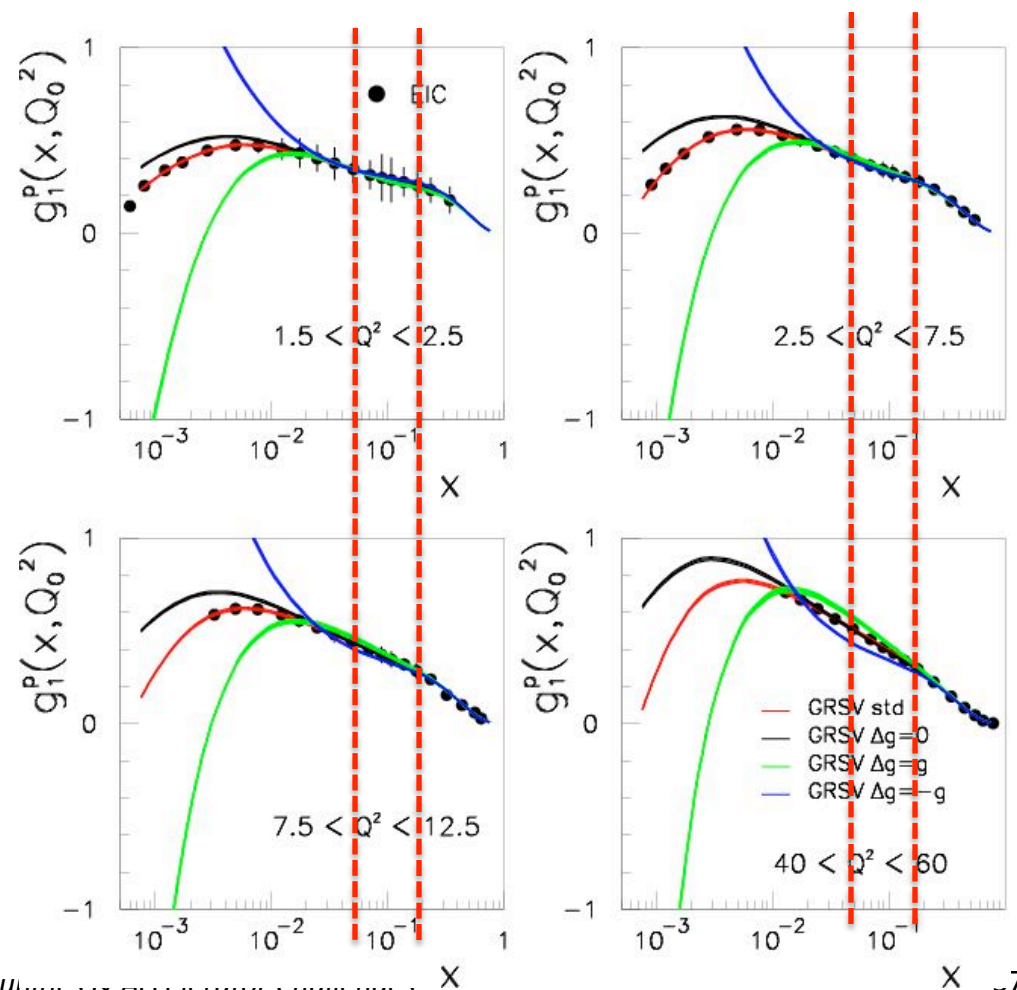 1
g₁ᵖ(x,Q₀²)
EIC
0
1.5 < Q² < 2.5
−1
10⁻³ 10⁻² 10⁻¹ 1
x
1
g₁ᵖ(x,Q₀²)
0
2.5 < Q² < 7.5
−1
10⁻³ 10⁻² 10⁻¹
x
1
g₁ᵖ(x,Q₀²)
0
7.5 < Q² < 12.5
−1
10⁻³ 10⁻² 10⁻¹ 1
x
1
g₁ᵖ(x,Q₀²)
0
GRSV std
GRSV Δg=0
GRSV Δg=g
GRSV Δg=−g
40 < Q² < 60
−1
10⁻³ 10⁻² 10⁻¹
x